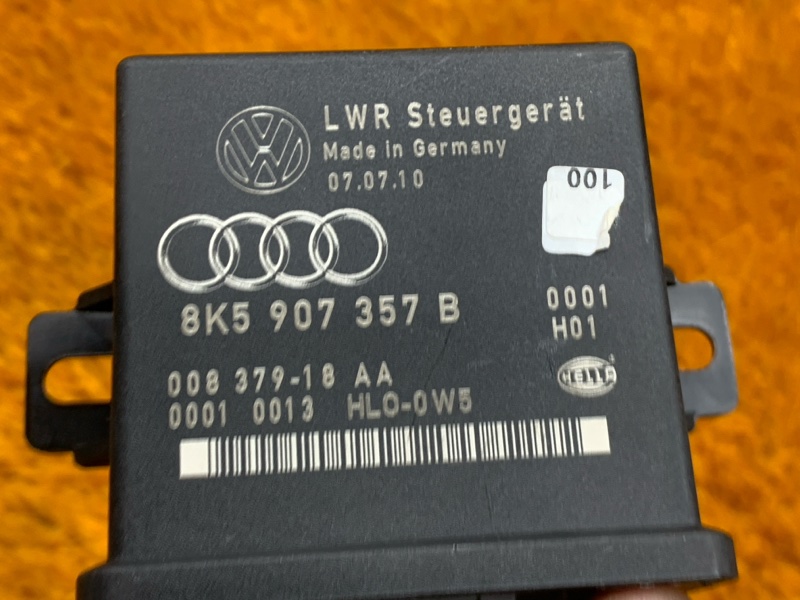 LWR Steuergerät
Made in Germany
07.07.10
100
8K5 907 357 B
0001
H01
008 379-18 AA
0001 0013 HLO-0W5
HELLA